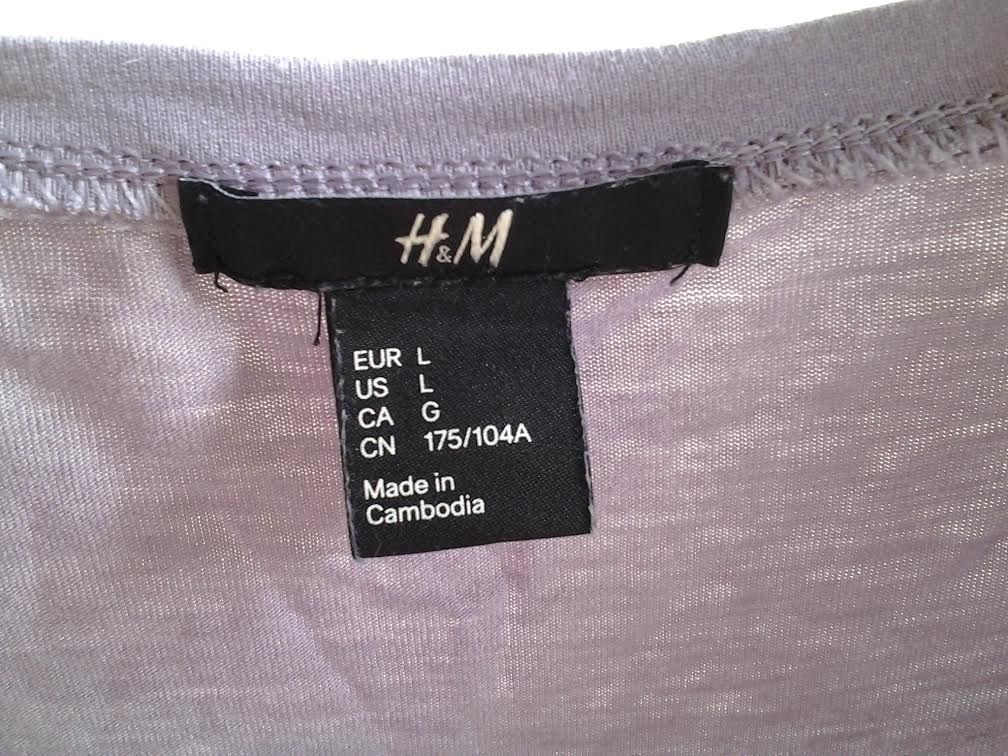 H&M
EUR L
US L
CA G
CN 175/104A
Made in
Cambodia